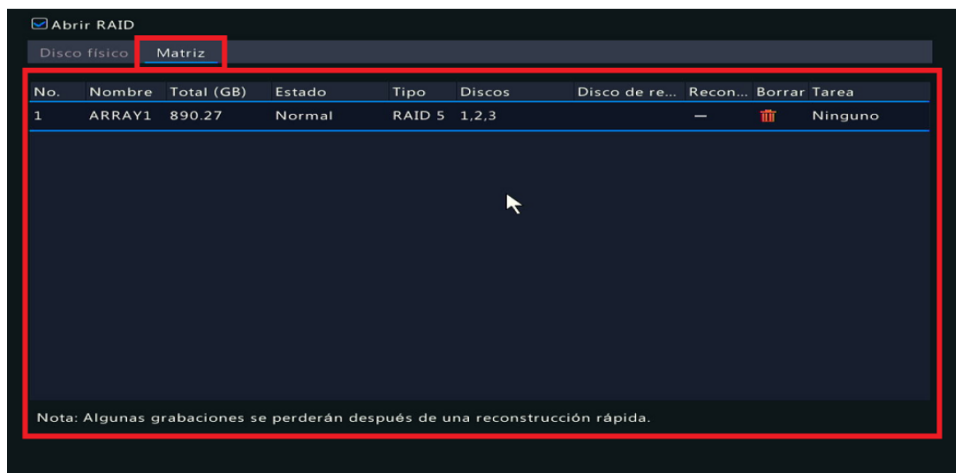 Abrir RAID
Disco físico Matriz
No. Nombre Total (GB) Estado Tipo Discos Disco de re... Recon... Borrar Tarea
1 ARRAY1 890.27 Normal RAID 5 1,2,3 — Ninguno
Nota: Algunas grabaciones se perderán después de una reconstrucción rápida.